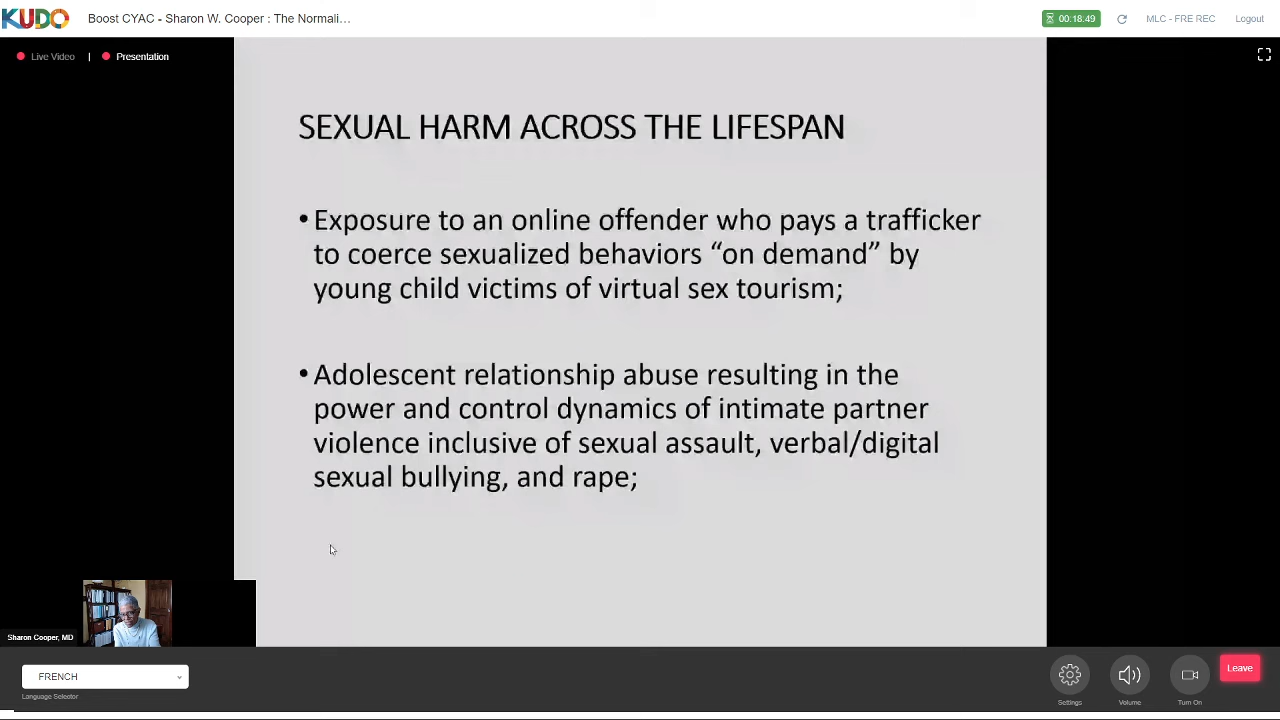 KUDO
Boost CYAC - Sharon W. Cooper : The Normali...
00:18:49
MLC - FRE REC
Logout
Live Video | Presentation
SEXUAL HARM ACROSS THE LIFESPAN
• Exposure to an online offender who pays a trafficker
to coerce sexualized behaviors “on demand” by
young child victims of virtual sex tourism;
• Adolescent relationship abuse resulting in the
power and control dynamics of intimate partner
violence inclusive of sexual assault, verbal/digital
sexual bullying, and rape;
Sharon Cooper, MD
FRENCH
Language Selector
Settings
Volume
Turn On
Leave